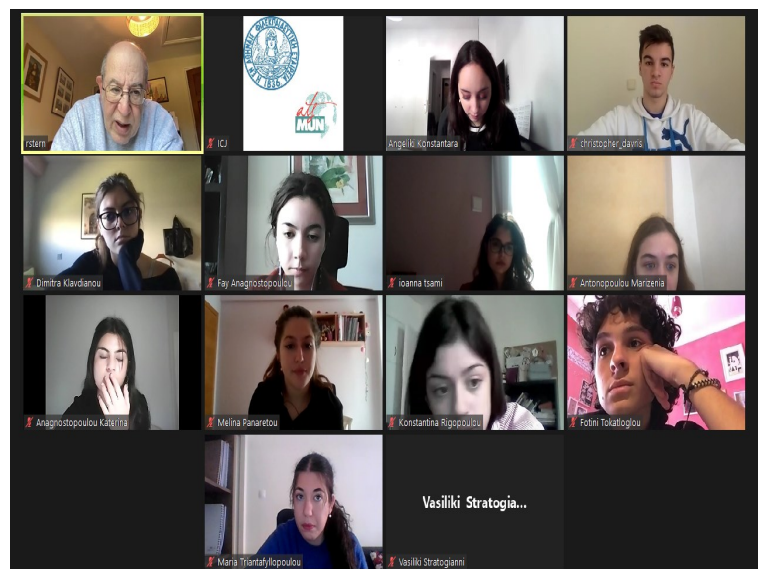 rstern
ICJ
Angeliki Konstantara
christopher_davris
alf
MUN
Dimitra Klavdianou
Fay Anagnostopoulou
ioanna tsami
Antonopoulou Marizenia
Anagnostopoulou Katerina
Melina Panaretou
Konstantina Rigopoulou
Fotini Tokatloglou
Maria Triantafyllopoulou
Vasiliki Stratogia...
Vasiliki Stratogianni